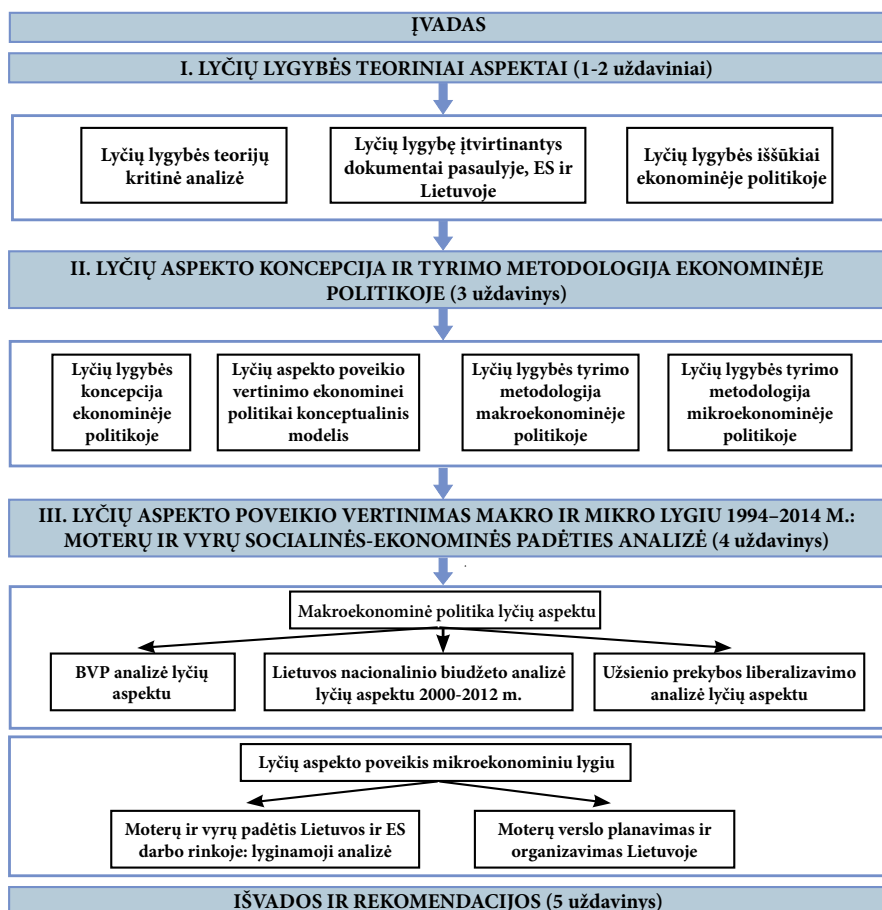 ĮVADAS
I. LYČIŲ LYGYBĖS TEORINIAI ASPEKTAI (1-2 uždaviniai)
Lyčių lygybės teorijų
kritinė analizė
Lyčių lygybę įtvirtinantys
dokumentai pasaulyje, ES ir
Lietuvoje
Lyčių lygybės iššūkiai
ekonominėje politikoje
II. LYČIŲ ASPEKTO KONCEPCIJA IR TYRIMO METODOLOGIJA EKONOMINĖJE
POLITIKOJE (3 uždavinys)
Lyčių lygybės
koncepcija
ekonominėje
politikoje
Lyčių aspekto poveikio
vertinimo ekonominei
politikai konceptualinis
modelis
Lyčių lygybės tyrimo
metodologija
makroekonominėje
politikoje
Lyčių lygybės tyrimo
metodologija
mikroekonominėje
politikoje
III. LYČIŲ ASPEKTO POVEIKIO VERTINIMAS MAKRO IR MIKRO LYGIU 1994–2014 M.:
MOTERŲ IR VYRŲ SOCIALINĖS-EKONOMINĖS PADĖTIES ANALIZĖ (4 uždavinys)
Makroekonominė politika lyčių aspektu
BVP analizė lyčių
aspektu
Lietuvos nacionalinio biudžeto analizė
lyčių aspektu 2000-2012 m.
Užsienio prekybos liberalizavimo
analizė lyčių aspektu
Lyčių aspekto poveikis mikroekonominiu lygiu
Moterų ir vyrų padėtis Lietuvos ir ES
darbo rinkoje: lyginamoji analizė
Moterų verslo planavimas ir
organizavimas Lietuvoje
IŠVADOS IR REKOMENDACIJOS (5 uždavinys)